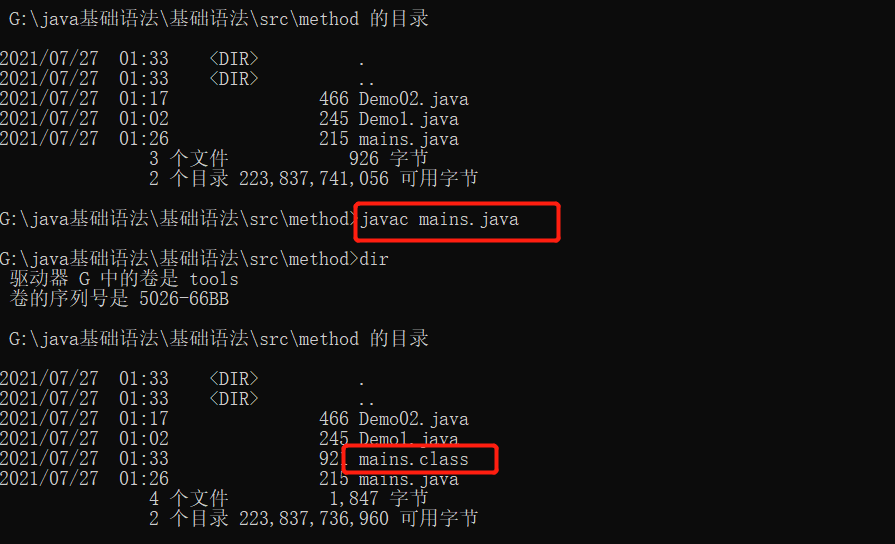 G:\java基础语法\基础语法\src\method 的目录
2021/07/27  01:33    <DIR>          .
2021/07/27  01:33    <DIR>          ..
2021/07/27  01:17               466 Demo02.java
2021/07/27  01:02               245 Demo1.java
2021/07/27  01:26               215 mains.java
3 个文件            926 字节
2 个目录 223,837,741,056 可用字节
G:\java基础语法\基础语法\src\method>javac mains.java
G:\java基础语法\基础语法\src\method>dir
驱动器 G 中的卷是 tools
卷的序列号是 5026-66BB
G:\java基础语法\基础语法\src\method 的目录
2021/07/27  01:33    <DIR>          .
2021/07/27  01:33    <DIR>          ..
2021/07/27  01:17               466 Demo02.java
2021/07/27  01:02               245 Demo1.java
2021/07/27  01:33               921 mains.class
2021/07/27  01:26               215 mains.java
4 个文件          1,847 字节
2 个目录 223,837,736,960 可用字节